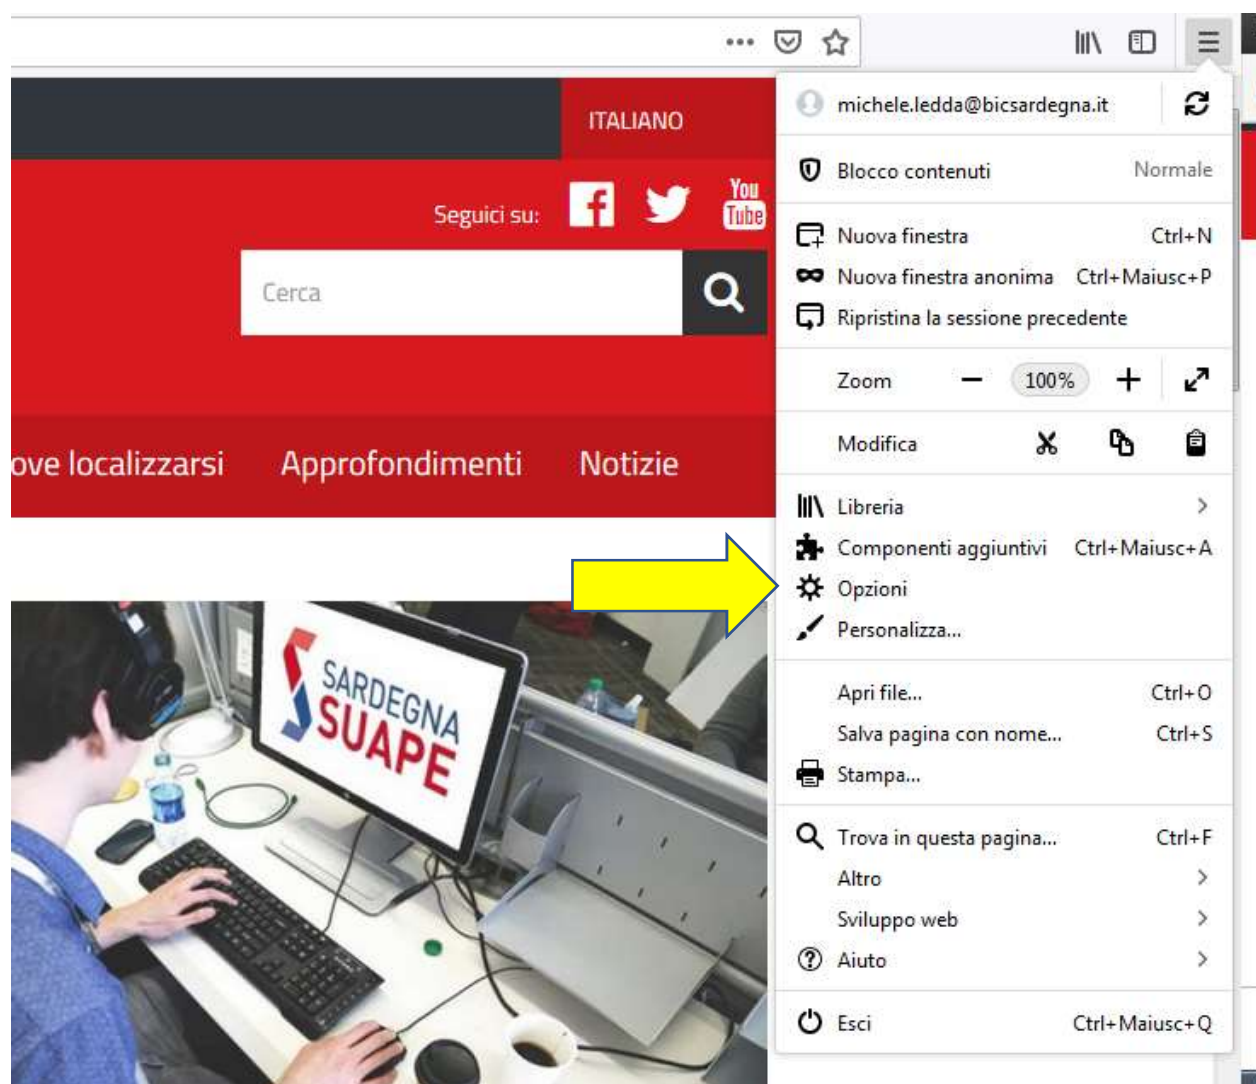 ITALIANO
Seguici su:
You
Tube
Cerca
ove localizzarsi Approfondimenti Notizie
SARDEGNA
SUAPE
michele.ledda@bicsardegna.it
Blocco contenuti Normale
Nuova finestra Ctrl+N
Nuova finestra anonima Ctrl+Maiusc+P
Ripristina la sessione precedente
Zoom 100%
Modifica
Libreria
Componenti aggiuntivi Ctrl+Maiusc+A
Opzioni
Personalizza...
Apri file... Ctrl+O
Salva pagina con nome... Ctrl+S
Stampa...
Trova in questa pagina... Ctrl+F
Altro
Sviluppo web
Aiuto
Esci Ctrl+Maiusc+Q